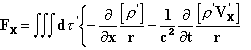 F_x = ∭ dτ' { - ∂/∂x [ρ']/r - 1/c² ∂/∂t [ρ'V'_x]/r }